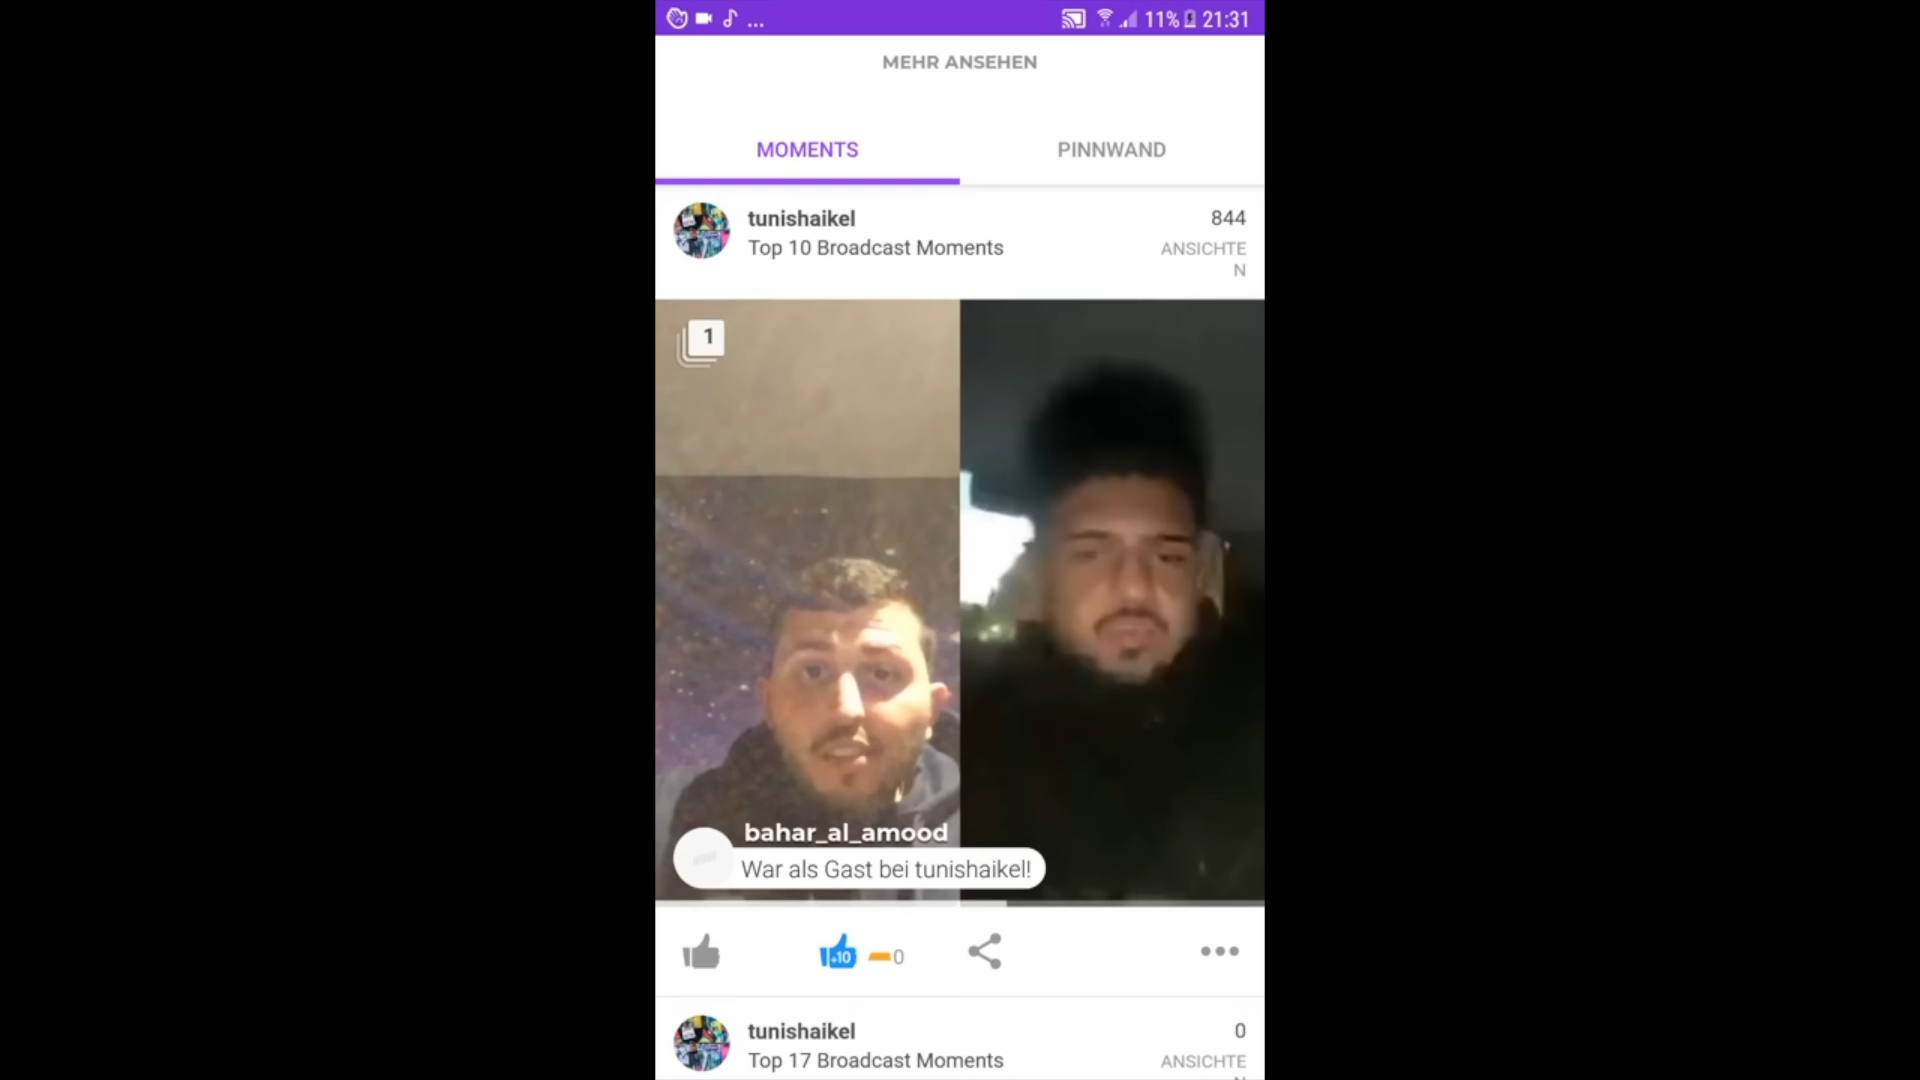 ... 11% 21:31
MEHR ANSEHEN
MOMENTS PINNWAND
tunishaikel 844
Top 10 Broadcast Moments ANSICHTE
N
1
bahar_al_amood
War als Gast bei tunishaikel!
+10 0
tunishaikel 0
Top 17 Broadcast Moments ANSICHTE